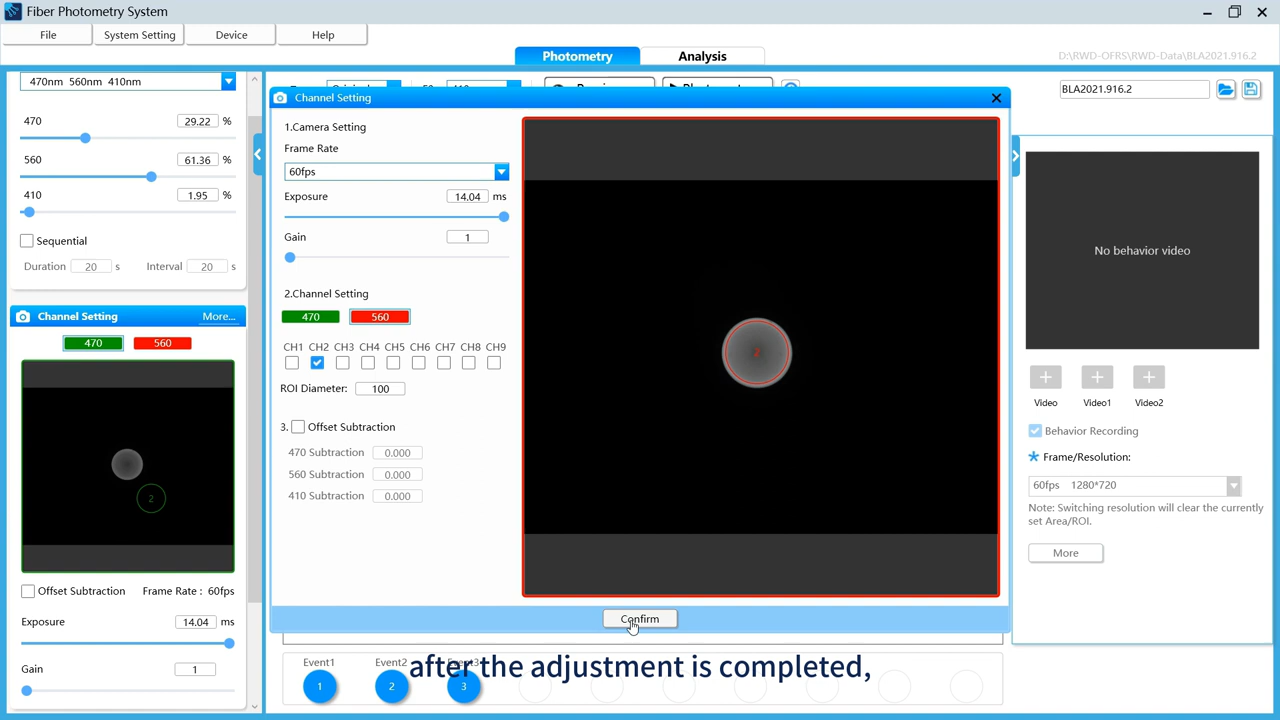 Fiber Photometry System
File
System Setting
Device
Help
Photometry
Analysis
D:\RWD-OFRS\RWD-Data\BLA2021.916.2
470nm 560nm 410nm
470
29.22 %
560
61.36 %
410
1.95 %
Sequential
Duration 20 s Interval 20 s
Channel Setting More...
470 560
2
Offset Subtraction Frame Rate : 60fps
Exposure 14.04 ms
Gain 1
Channel Setting
1.Camera Setting
Frame Rate
60fps
Exposure 14.04 ms
Gain 1
2.Channel Setting
470 560
CH1 CH2 CH3 CH4 CH5 CH6 CH7 CH8 CH9
ROI Diameter: 100
3. Offset Subtraction
470 Subtraction 0.000
560 Subtraction 0.000
410 Subtraction 0.000
2
Confirm
BLA2021.916.2
No behavior video
Video Video1 Video2
Behavior Recording
Frame/Resolution:
60fps 1280*720
Note: Switching resolution will clear the currently
set Area/ROI.
More
Event1 Event2
1 2 3
after the adjustment is completed,